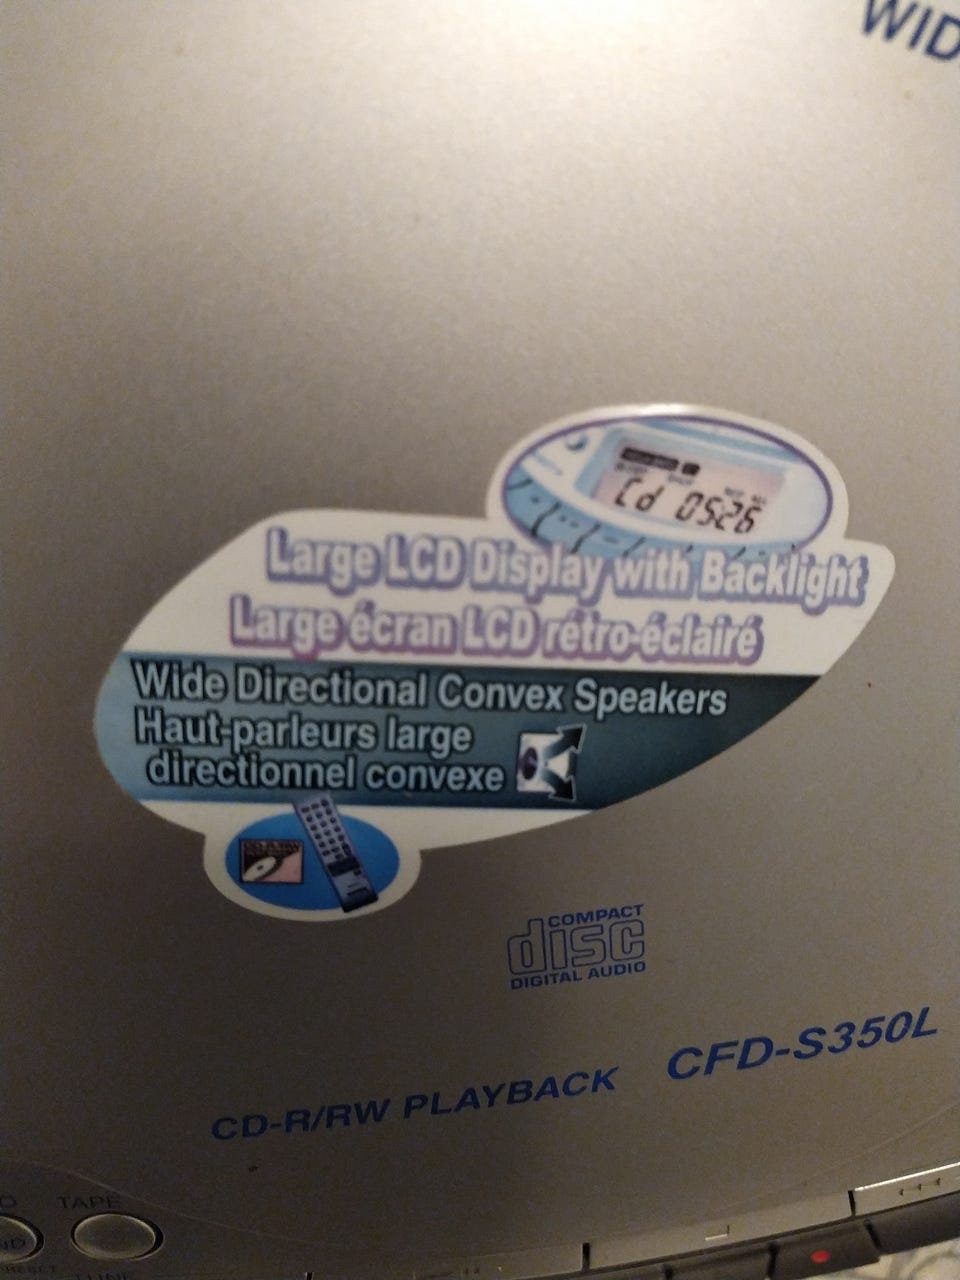 WID
Cd 0526
Large LCD Display with Backlight
Large écran LCD rétro-éclairé
Wide Directional Convex Speakers
Haut-parleurs large
directionnel convexe
COMPACT
disc
DIGITAL AUDIO
CFD-S350L
CD-R/RW PLAYBACK
TAPE